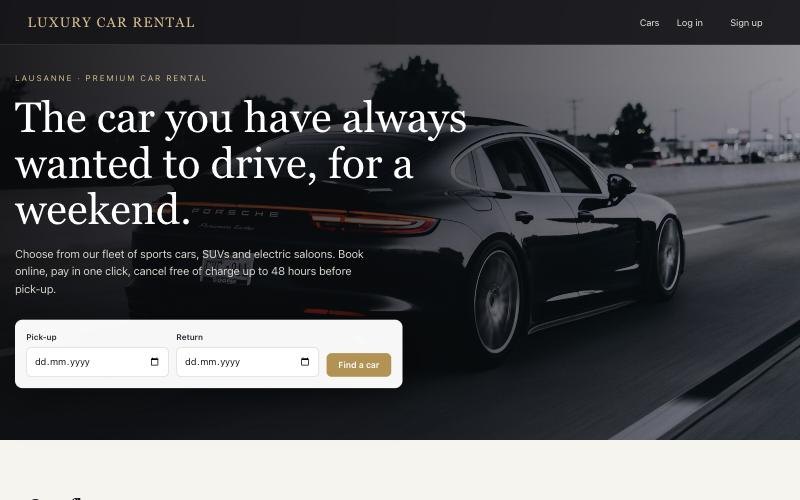 LUXURY CAR RENTAL
Cars Log in Sign up
LAUSANNE · PREMIUM CAR RENTAL
The car you have always
wanted to drive, for a
weekend.
PORSCHE
Choose from our fleet of sports cars, SUVs and electric saloons. Book
online, pay in one click, cancel free of charge up to 48 hours before
pick-up.
Pick-up Return
dd.mm.yyyy dd.mm.yyyy Find a car